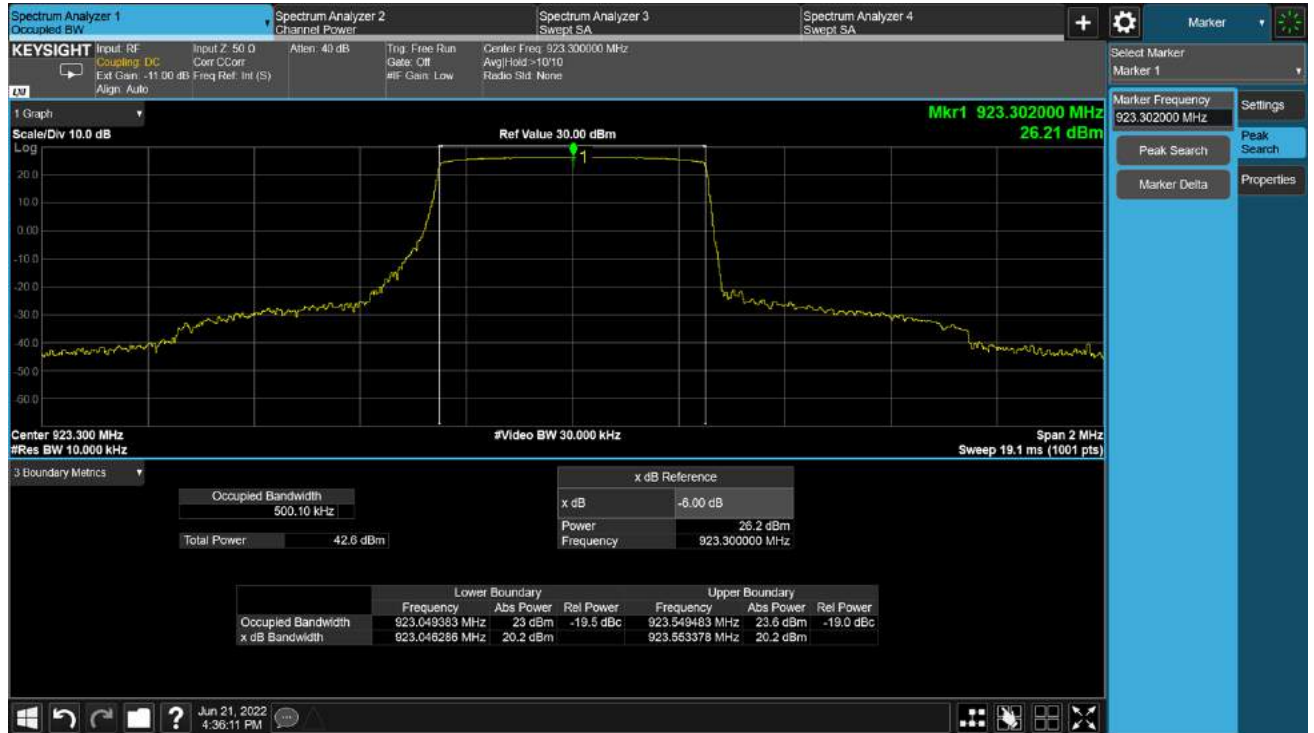 Spectrum Analyzer 1
Occupied BW
Spectrum Analyzer 2
Channel Power
Spectrum Analyzer 3
Swept SA
Spectrum Analyzer 4
Swept SA
+
Marker
KEYSIGHT
Input: RF
Coupling: DC
Ext Gain: -11.00 dB
Align: Auto
Input Z: 50 Ω
Corr CCorr
Freq Ref: Int (S)
Atten: 40 dB
Trig: Free Run
Gate: Off
#IF Gain: Low
Center Freq: 923.300000 MHz
Avg|Hold:>10/10
Radio Std: None
LXI
Select Marker
Marker 1
Marker Frequency
923.302000 MHz
Peak Search
Marker Delta
Settings
Peak
Search
Properties
1 Graph
Mkr1 923.302000 MHz
26.21 dBm
Scale/Div 10.0 dB
Ref Value 30.00 dBm
Log
1
20.0
10.0
0.00
-10.0
-20.0
-30.0
-40.0
-50.0
-60.0
Center 923.300 MHz
#Res BW 10.000 kHz
#Video BW 30.000 kHz
Span 2 MHz
Sweep 19.1 ms (1001 pts)
3 Boundary Metrics
Occupied Bandwidth
500.10 kHz
Total Power 42.6 dBm
x dB Reference
x dB -6.00 dB
Power 26.2 dBm
Frequency 923.300000 MHz
Lower Boundary Upper Boundary
Frequency Abs Power Rel Power Frequency Abs Power Rel Power
Occupied Bandwidth 923.049383 MHz 23 dBm -19.5 dBc 923.549483 MHz 23.6 dBm -19.0 dBc
x dB Bandwidth 923.046286 MHz 20.2 dBm 923.553378 MHz 20.2 dBm
?
Jun 21, 2022
4:36:11 PM